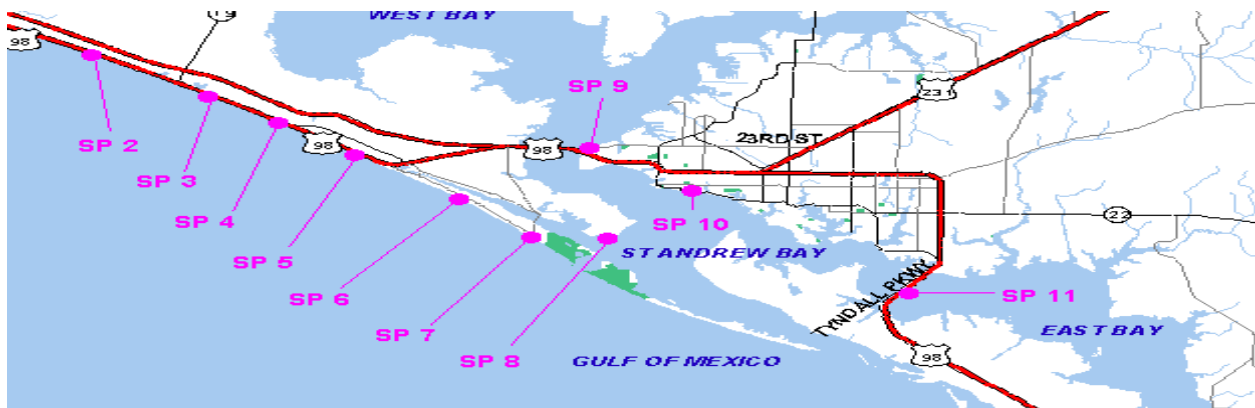 WEST BAY
19
98
SP 9
231
SP 2
23RD ST
98
98
SP 3
SP 4
SP 10
22
SP 5
ST ANDREW BAY
SP 6
SP 11
TYNDALL PKWY
SP 7
EAST BAY
SP 8
GULF OF MEXICO
98